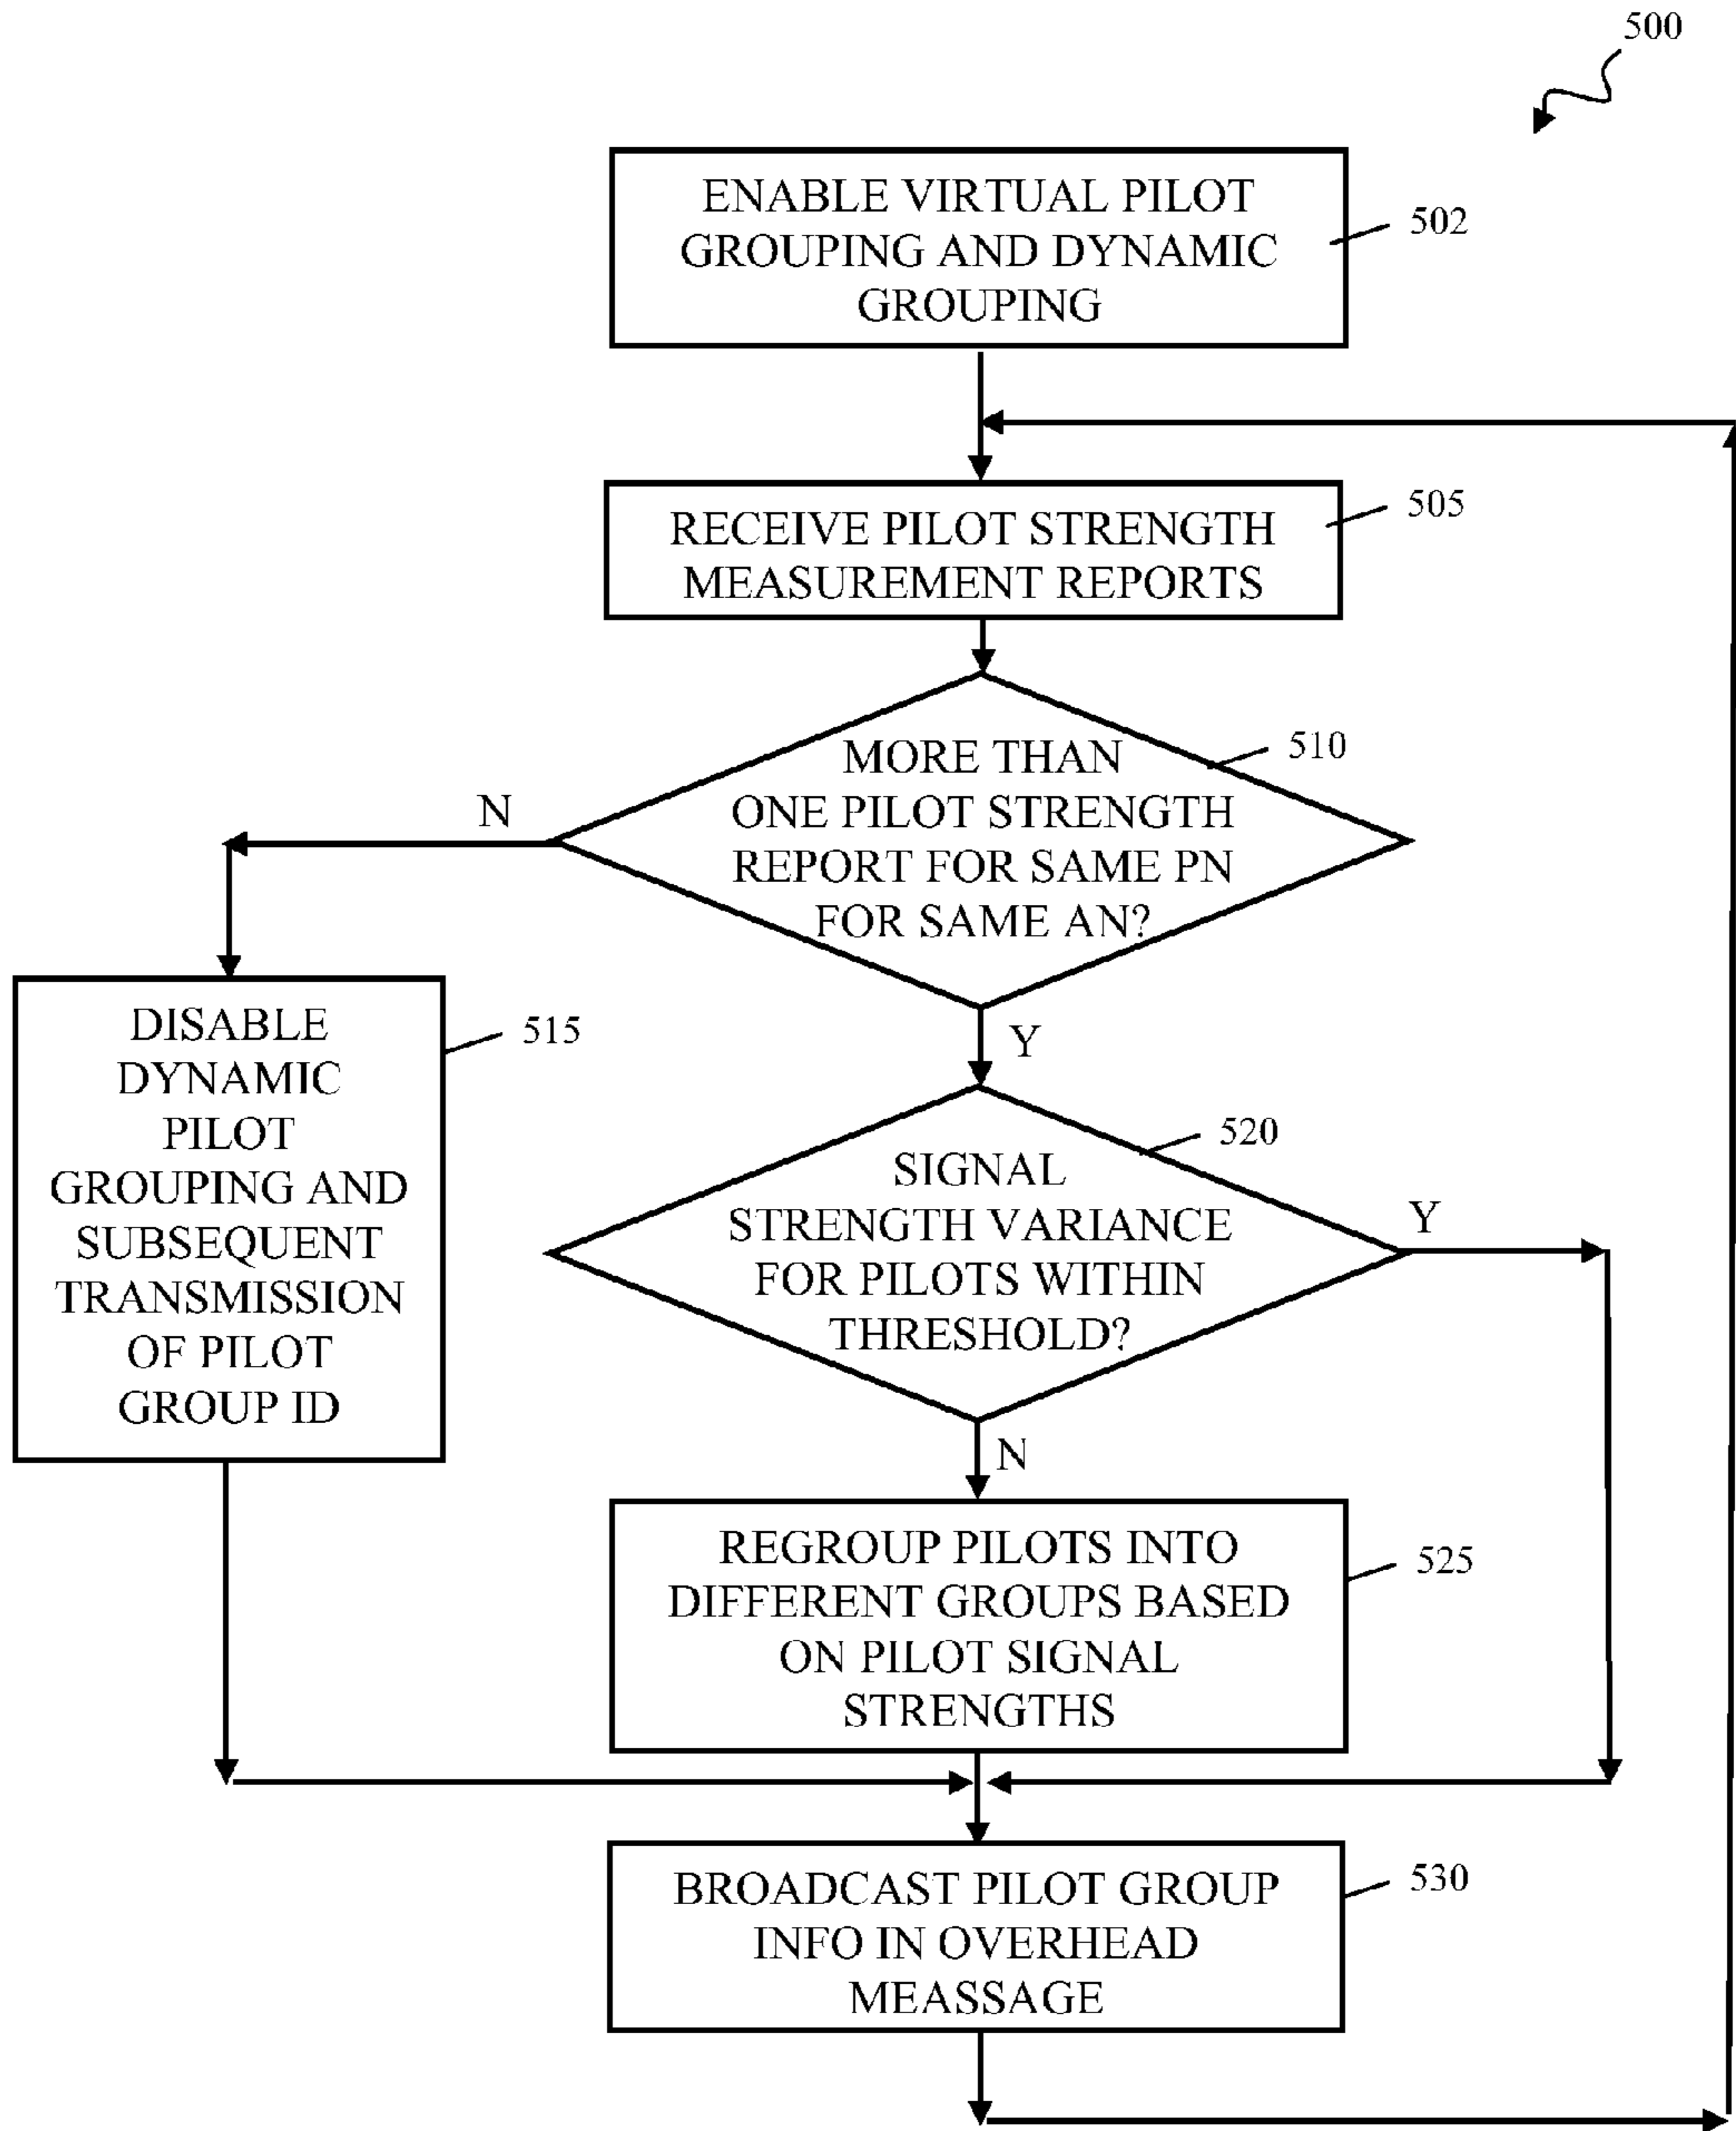 500
ENABLE VIRTUAL PILOT
GROUPING AND DYNAMIC
GROUPING
502
RECEIVE PILOT STRENGTH
MEASUREMENT REPORTS
505
MORE THAN
ONE PILOT STRENGTH
REPORT FOR SAME PN
FOR SAME AN?
510
N
Y
DISABLE
DYNAMIC
PILOT
GROUPING AND
SUBSEQUENT
TRANSMISSION
OF PILOT
GROUP ID
515
SIGNAL
STRENGTH VARIANCE
FOR PILOTS WITHIN
THRESHOLD?
520
Y
N
REGROUP PILOTS INTO
DIFFERENT GROUPS BASED
ON PILOT SIGNAL
STRENGTHS
525
BROADCAST PILOT GROUP
INFO IN OVERHEAD
MEASSAGE
530